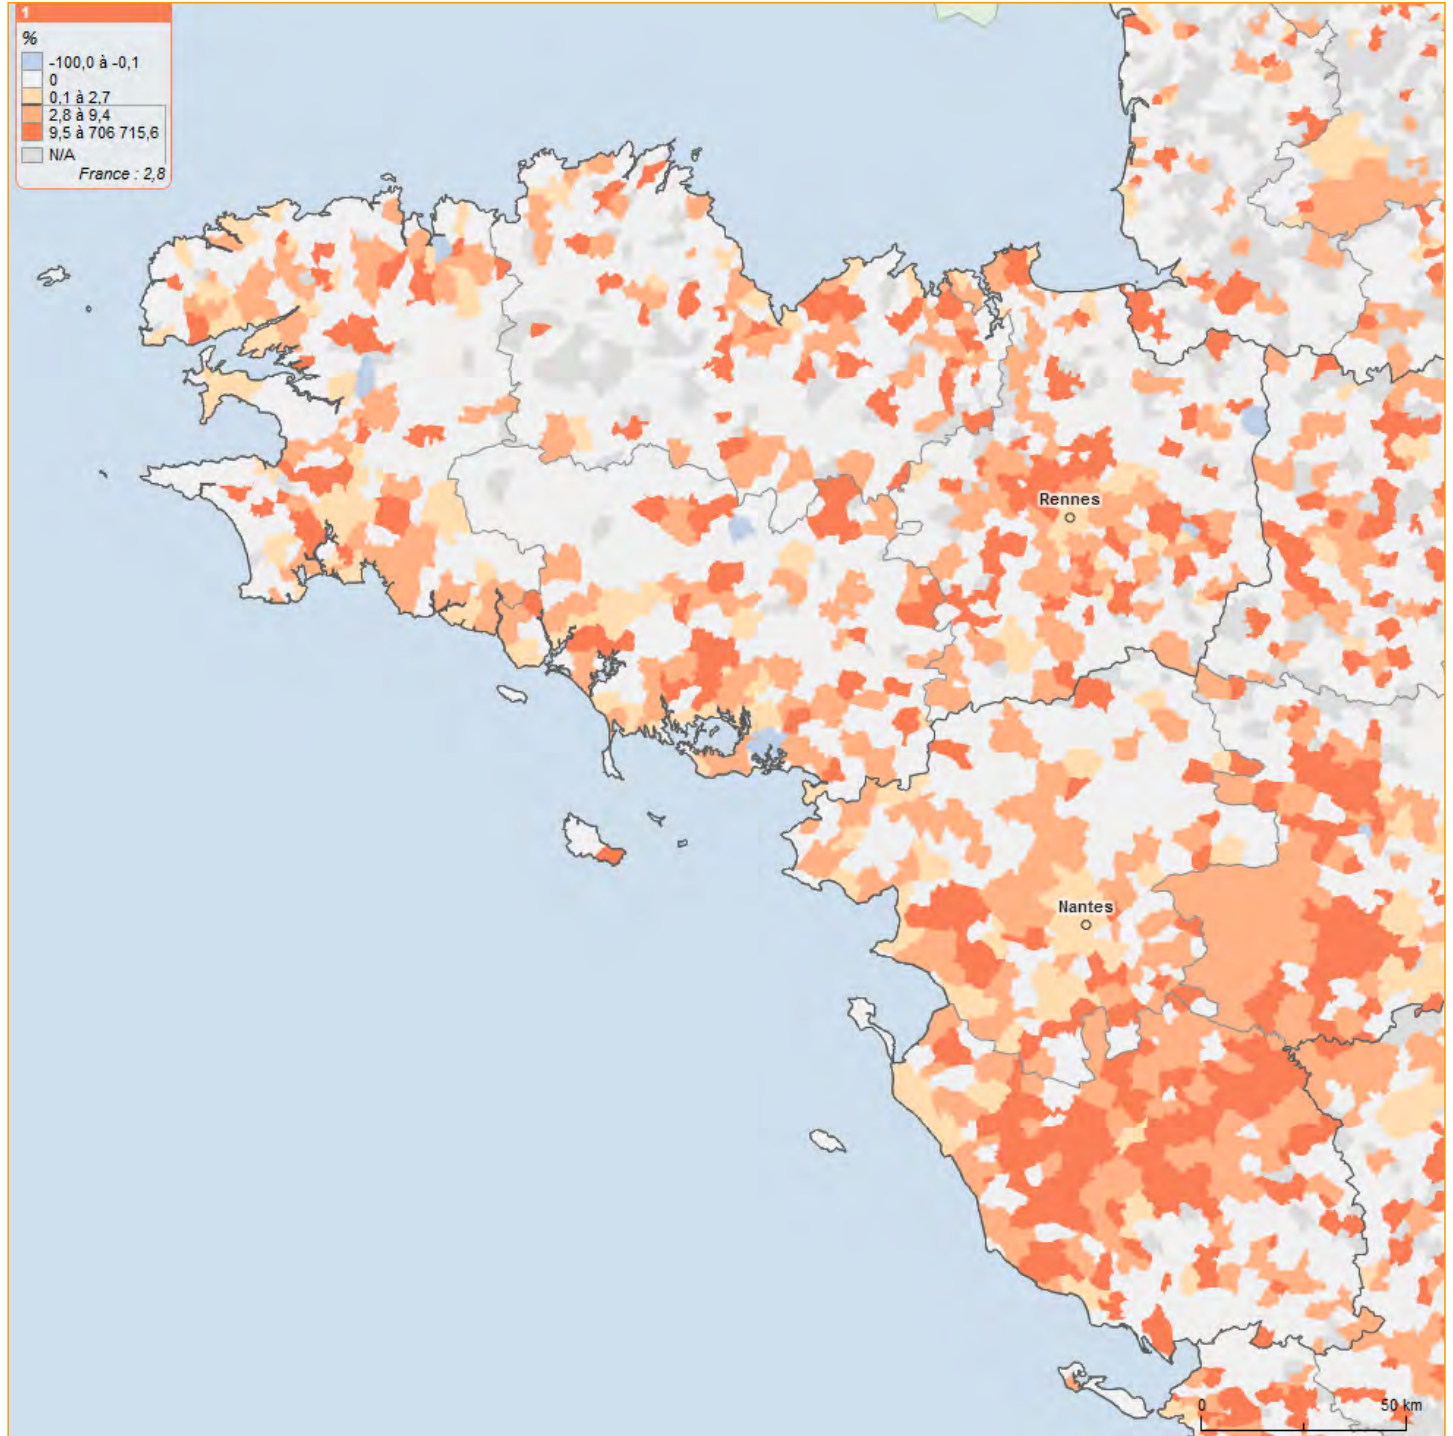 1
%
-100,0 à -0,1
0
0,1 à 2,7
2,8 à 9,4
9,5 à 706 715,6
N/A
France : 2,8
Rennes
Nantes
0 50 km